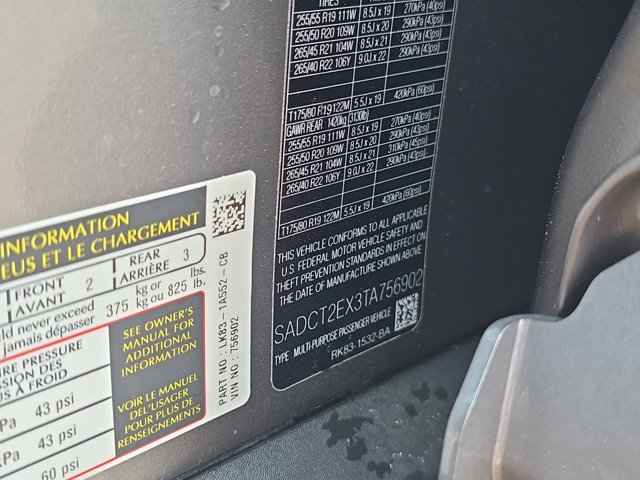 TIRES
255/55 R19 111W 8.5J x 19 270kPa (40psi)
255/50 R20 109W 8.5J x 20 290kPa (43psi)
265/45 R21 104W 8.5J x 21 290kPa (43psi)
265/40 R22 106Y 9.0J x 22 290kPa (43psi)
T175/80 R19 122M 5.5J x 19 420kPa (60psi)
GAWR REAR 1420kg (3130lb)
255/55 R19 111W 8.5J x 19 270kPa (40psi)
255/50 R20 109W 8.5J x 20 290kPa (43psi)
265/45 R21 104W 8.5J x 21 310kPa (45psi)
265/40 R22 106Y 9.0J x 22 290kPa (43psi)
T175/80 R19 122M 5.5J x 19 420kPa (60psi)
THIS VEHICLE CONFORMS TO ALL APPLICABLE
U.S FEDERAL MOTOR VEHICLE SAFETY AND
THEFT PREVENTION STANDARDS IN EFFECT ON
THE DATE OF MANUFACTURE
SADCT2EX3TA756902
TYPE : MULTI-PURPOSE PASSENGER VEHICLE
RK83-1532-BA
INFORMATION
EUS ET LE CHARGEMENT
FRONT 2 REAR 3
AVANT ARRIÈRE
ld never exceed 375 kg or 825 lbs.
jamais dépasser kg ou lb.
IRE PRESSURE
SSION DES
S À FROID
Pa 43 psi
kPa 43 psi
60 psi
SEE OWNER'S
MANUAL FOR
ADDITIONAL
INFORMATION
VOIR LE MANUEL
DEL'USAGER
POUR PLUS DE
RENSEIGNEMENTS
PART NO : LK83-1A552-CB
VIN NO : 756902